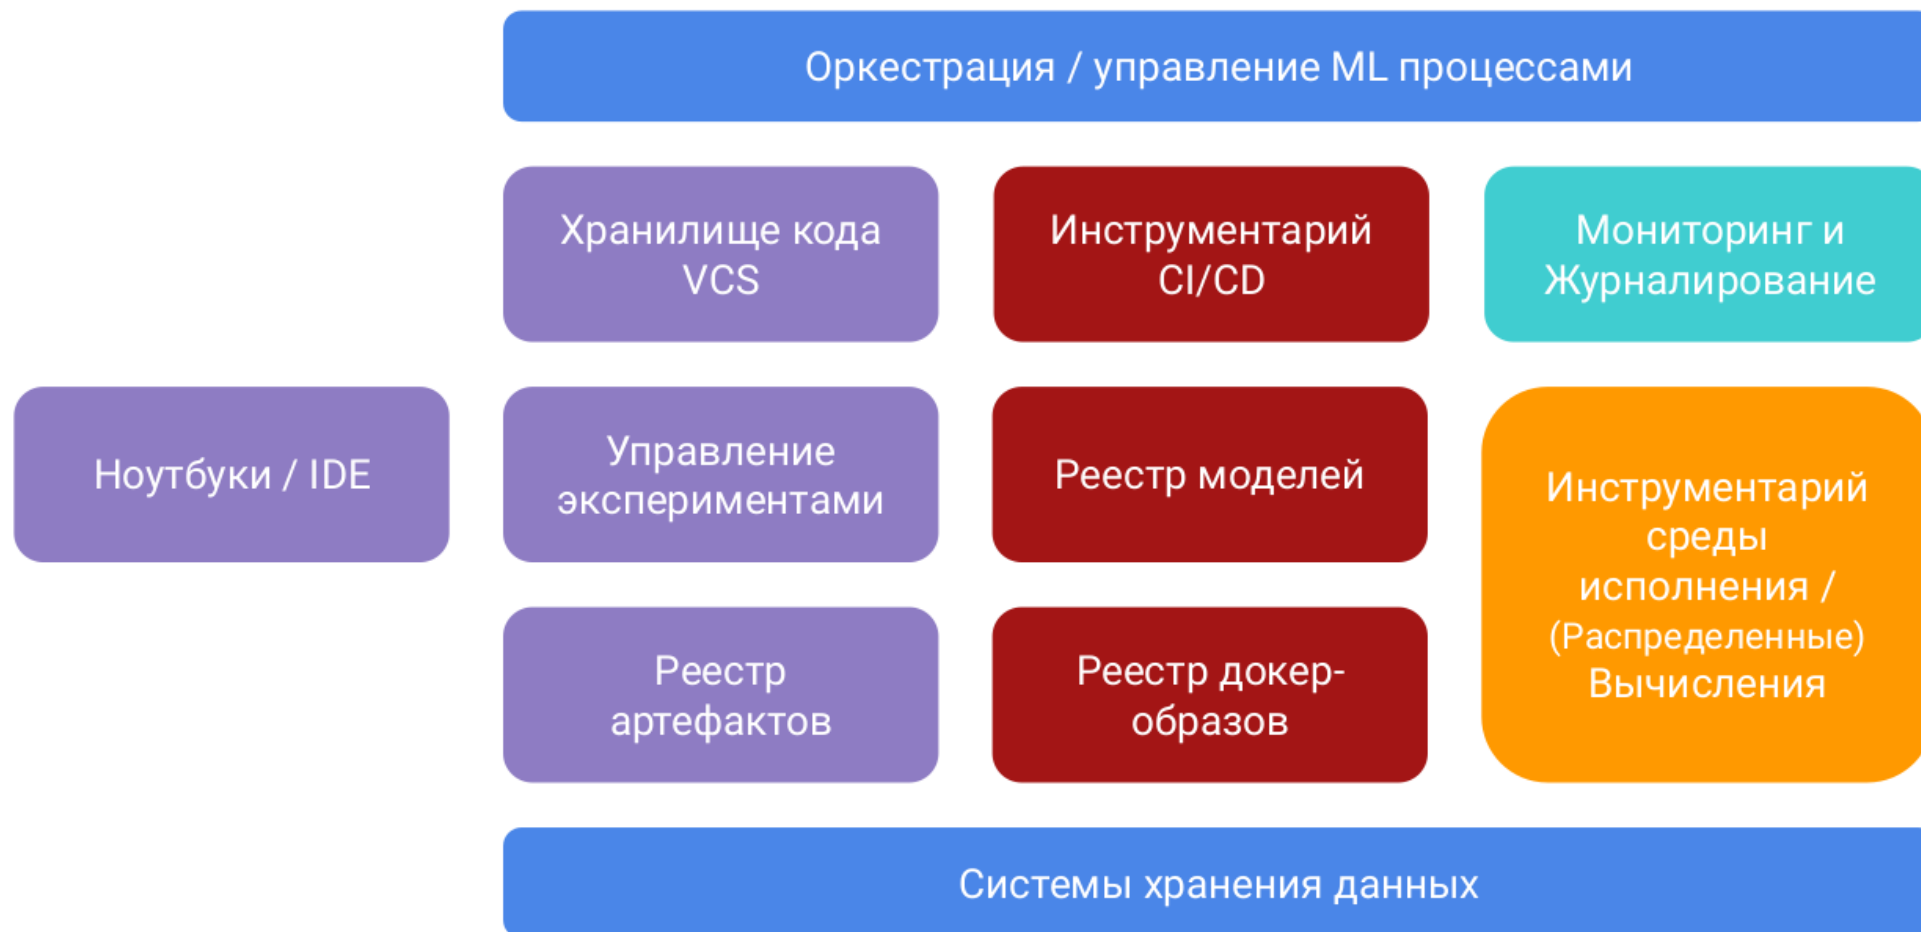 Оркестрация / управление ML процессами
Хранилище кода
VCS
Инструментарий
CI/CD
Мониторинг и
Журналирование
Ноутбуки / IDE
Управление
экспериментами
Реестр моделей
Инструментарий
среды
исполнения /
(Распределенные)
Вычисления
Реестр
артефактов
Реестр докер-
образов
Системы хранения данных